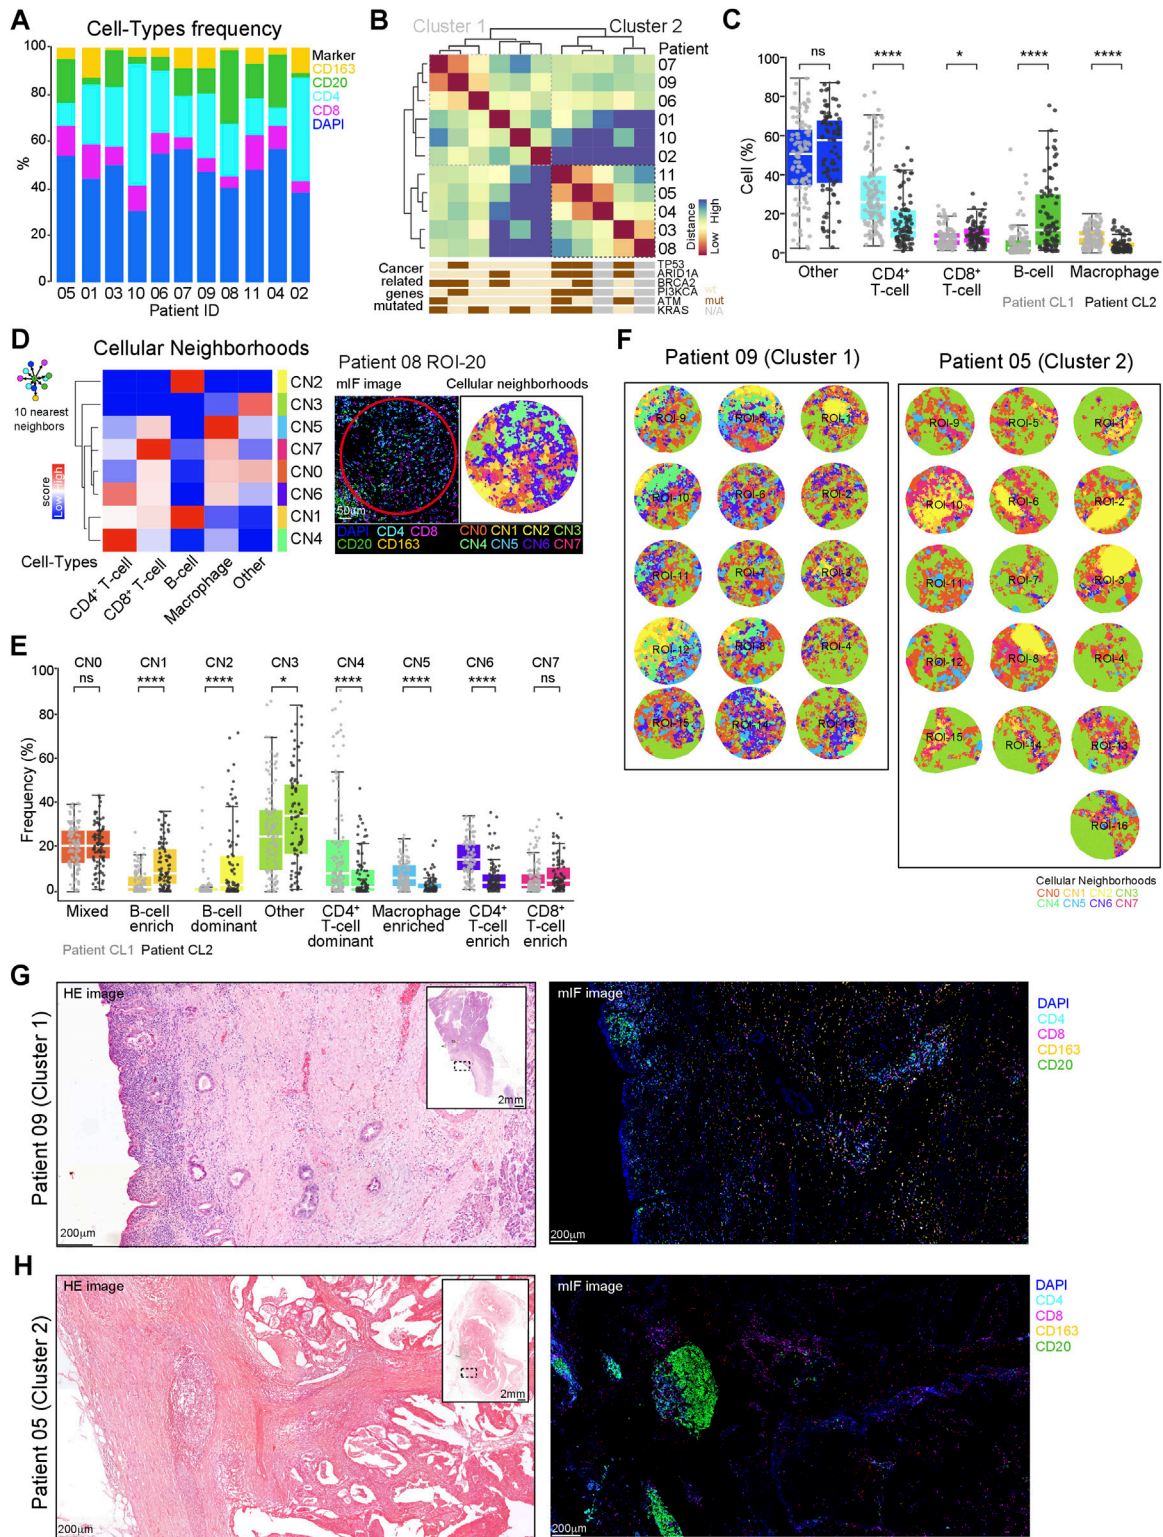 A
Cell-Types frequency
100
80
60
40
20
0
%
Marker
CD163
CD20
CD4
CD8
DAPI
05 01 03 10 06 07 09 08 11 04 02
Patient ID
B
Cluster 1
Cluster 2
Patient
07
09
06
01
10
02
11
05
04
03
08
Distance
Low High
Cancer
related
genes
mutated
TP53
ARID1A
BRCA2
PI3KCA
ATM
KRAS
wt
mut
N/A
C
ns
****
*
****
****
100
80
60
40
20
0
Cell (%)
Other
CD4+
T-cell
CD8+
T-cell
B-cell
Macrophage
Patient CL1 Patient CL2
D
Cellular Neighborhoods
10 nearest
neighbors
score
Low High
CN2
CN3
CN5
CN7
CN0
CN6
CN1
CN4
Cell-Types
CD4+ T-cell
CD8+ T-cell
B-cell
Macrophage
Other
Patient 08 ROI-20
mIF image
Cellular neighborhoods
50µm
DAPI CD4 CD8
CD20 CD163
CN0 CN1 CN2 CN3
CN4 CN5 CN6 CN7
E
CN0 CN1 CN2 CN3 CN4 CN5 CN6 CN7
ns **** **** * **** **** **** ns
100
80
60
40
20
0
Frequency (%)
Mixed
B-cell
enrich
B-cell
dominant
Other
CD4+
T-cell
dominant
Macrophage
enriched
CD4+
T-cell
enrich
CD8+
T-cell
enrich
Patient CL1 Patient CL2
F
Patient 09 (Cluster 1)
ROI-9 ROI-5 ROI-1
ROI-10 ROI-6 ROI-2
ROI-11 ROI-7 ROI-3
ROI-12 ROI-8 ROI-4
ROI-15 ROI-14 ROI-13
Patient 05 (Cluster 2)
ROI-9 ROI-5 ROI-1
ROI-10 ROI-6 ROI-2
ROI-11 ROI-7 ROI-3
ROI-12 ROI-8 ROI-4
ROI-15 ROI-14 ROI-13
ROI-16
Cellular Neighborhoods
CN0 CN1 CN2 CN3
CN4 CN5 CN6 CN7
G
Patient 09 (Cluster 1)
HE image
2mm
200µm
mIF image
200µm
DAPI
CD4
CD8
CD163
CD20
H
Patient 05 (Cluster 2)
HE image
2mm
200µm
mIF image
200µm
DAPI
CD4
CD8
CD163
CD20